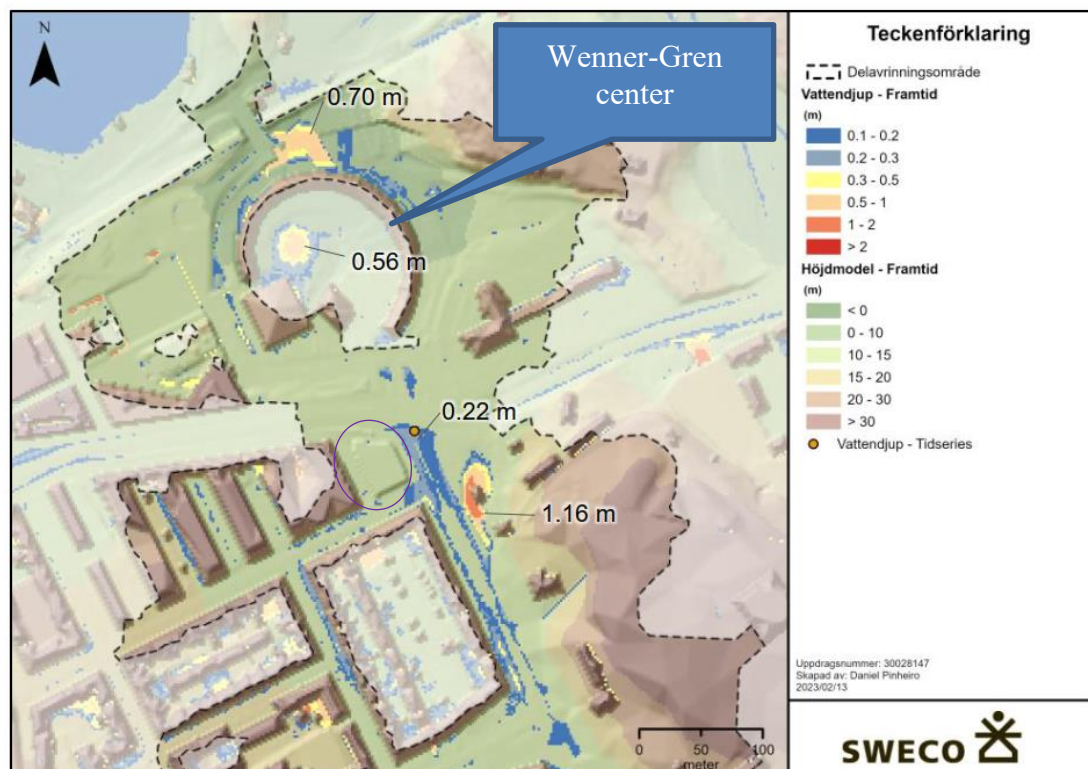 N
Wenner-Gren
center
0.70 m
0.56 m
0.22 m
1.16 m
0 50 100
meter
Teckenförklaring
Delavrinningsområde
Vattendjup - Framtid
(m)
0.1 - 0.2
0.2 - 0.3
0.3 - 0.5
0.5 - 1
1 - 2
> 2
Höjdmodel - Framtid
(m)
< 0
0 - 10
10 - 15
15 - 20
20 - 30
> 30
Vattendjup - Tidseries
Uppdragsnummer: 30028147
Skapad av: Daniel Pinheiro
2023/02/13
SWECO